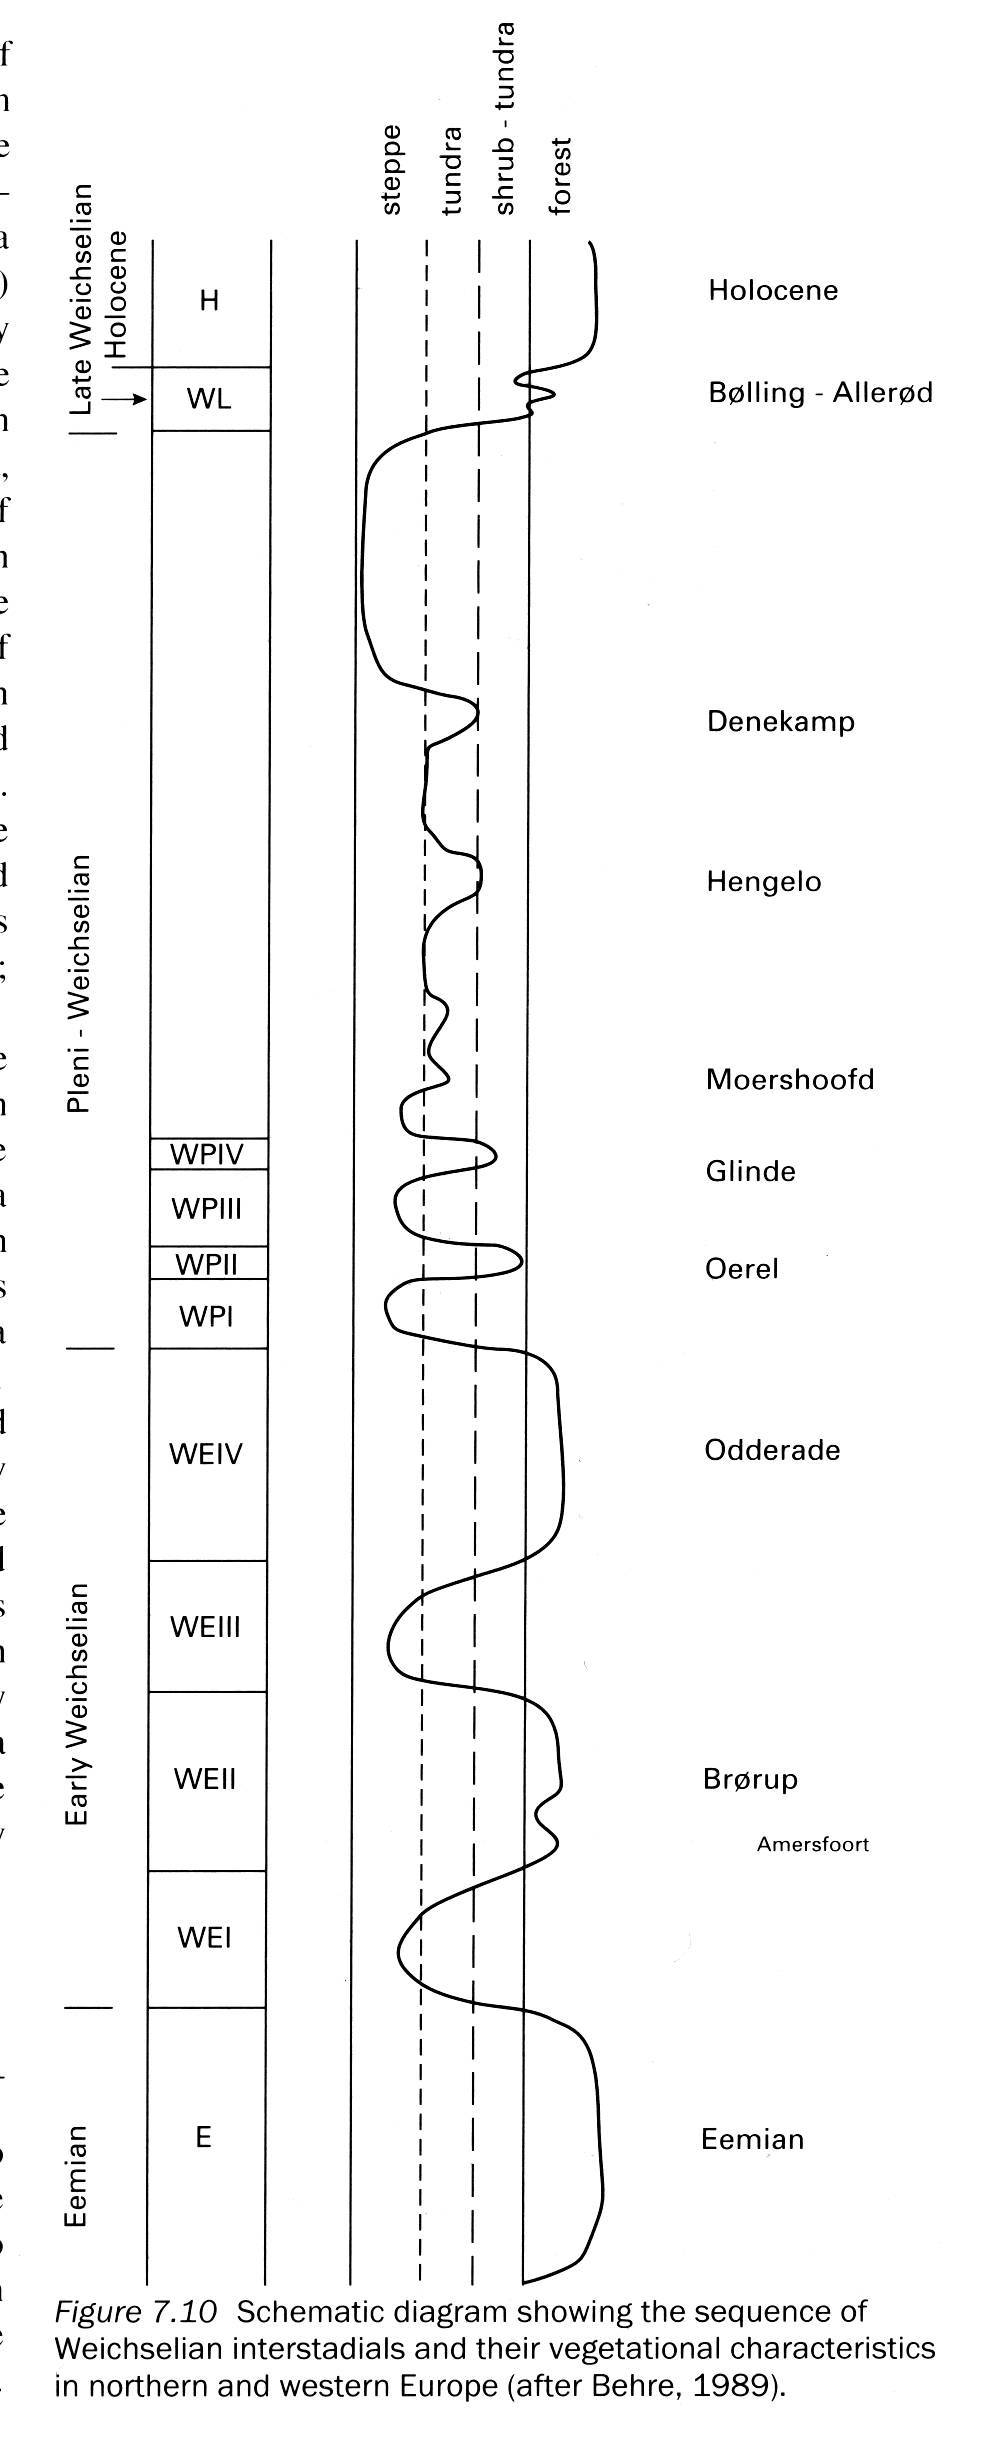 steppe
tundra
shrub - tundra
forest
Late Weichselian
Holocene
H
Holocene
WL
Bølling - Allerød
Denekamp
Hengelo
Pleni - Weichselian
Moershoofd
WPIV
Glinde
WPIII
WPII
Oerel
WPI
WEIV
Odderade
Early Weichselian
WEIII
WEII
Brørup
Amersfoort
WEI
Eemian
E
Eemian
Figure 7.10 Schematic diagram showing the sequence of
Weichselian interstadials and their vegetational characteristics
in northern and western Europe (after Behre, 1989).